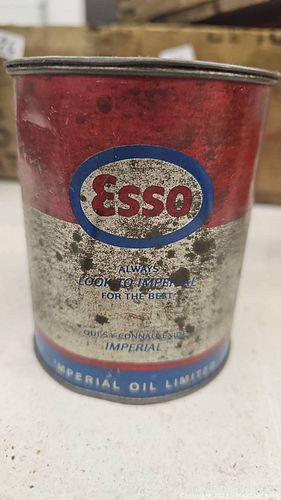 Esso
ALWAYS
LOOK TO IMPERIAL
FOR THE BEST
IMPERIAL
IMPERIAL OIL LIMITED